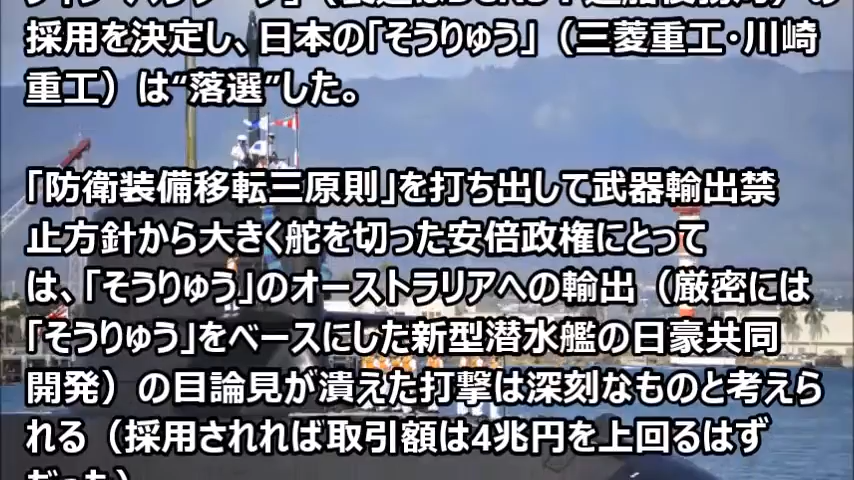 採用を決定し、日本の「そうりゅう」（三菱重工・川崎
重工）は“落選”した。
「防衛装備移転三原則」を打ち出して武器輸出禁
止方針から大きく舵を切った安倍政権にとって
は、「そうりゅう」のオーストラリアへの輸出（厳密には
「そうりゅう」をベースにした新型潜水艦の日豪共同
開発）の目論見が潰えた打撃は深刻なものと考えら
れる（採用されれば取引額は4兆円を上回るはず
だった）